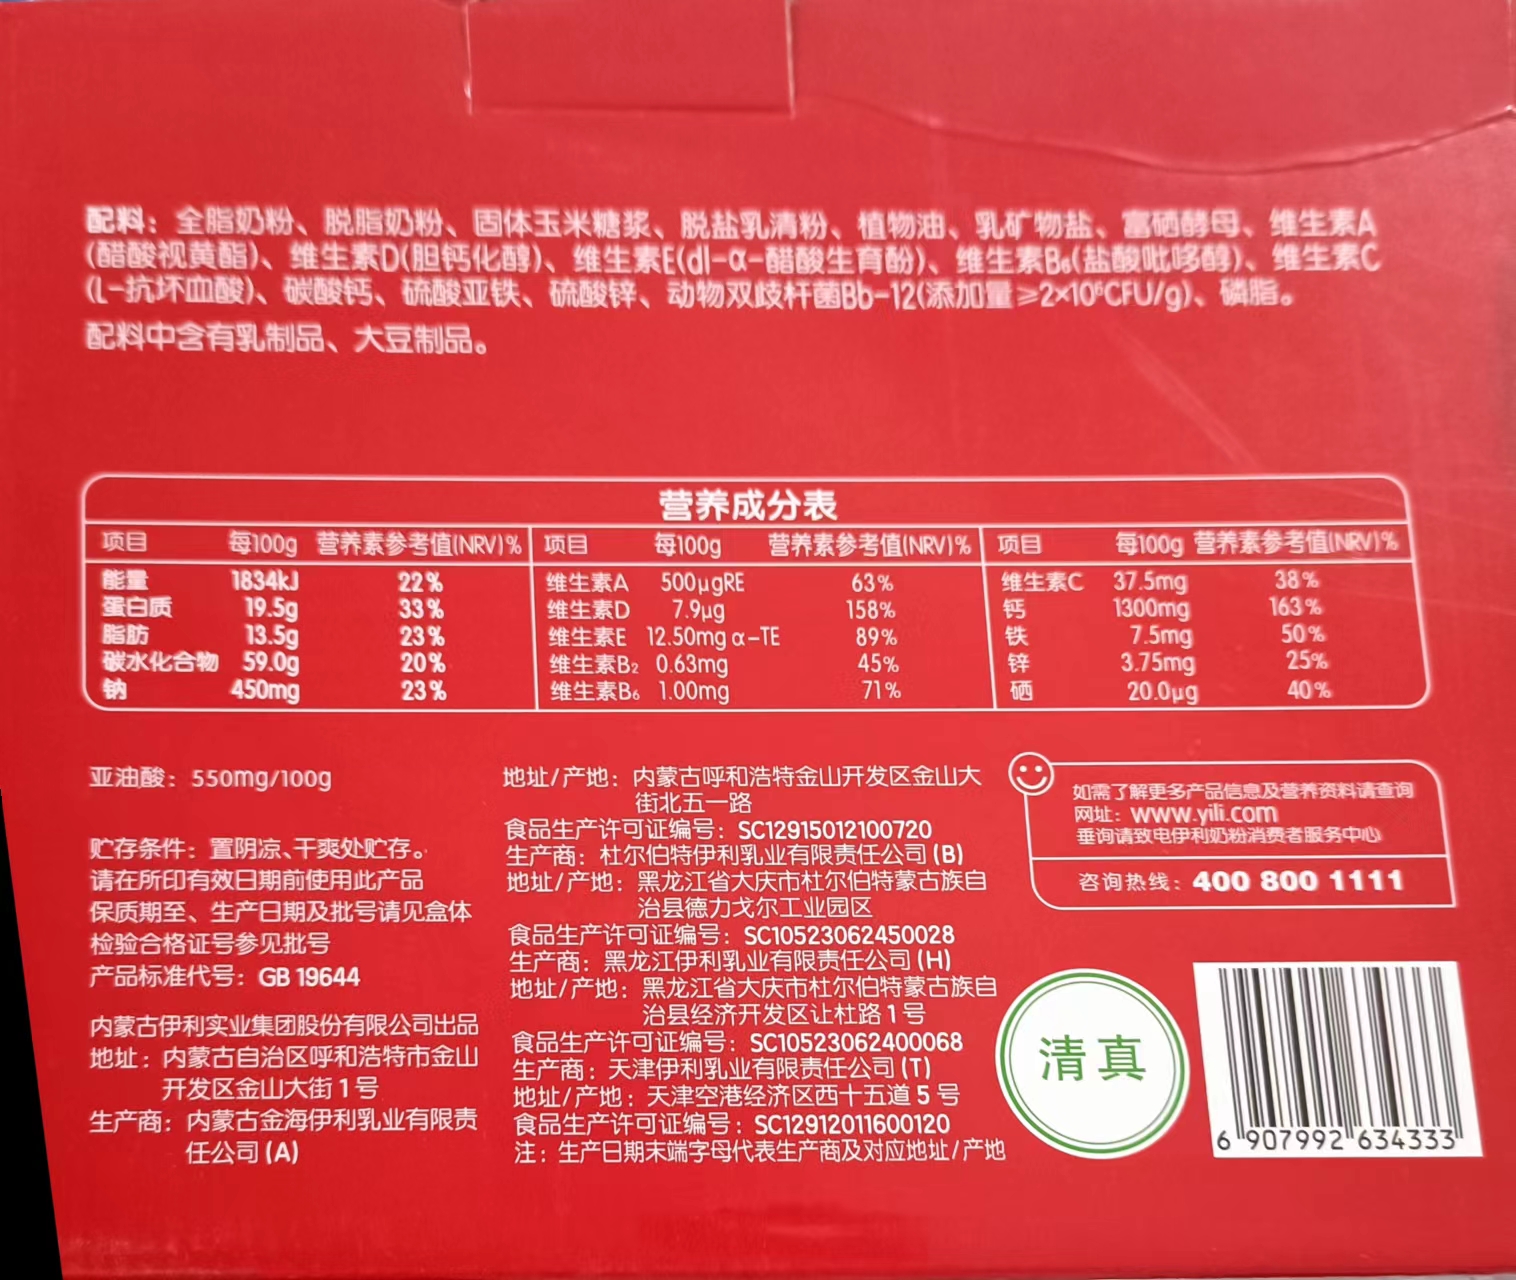 配料：全脂奶粉、脱脂奶粉、固体玉米糖浆、脱盐乳清粉、植物油、乳矿物盐、富硒酵母、维生素A
(醋酸视黄酯)、维生素D(胆钙化醇)、维生素E(dl-α-醋酸生育酚)、维生素B₆(盐酸吡哆醇)、维生素C
(L-抗坏血酸)、碳酸钙、硫酸亚铁、硫酸锌、动物双歧杆菌Bb-12(添加量≥2×10⁶CFU/g)、磷脂。
配料中含有乳制品、大豆制品。
营养成分表
项目 每100g 营养素参考值(NRV)% 项目 每100g 营养素参考值(NRV)% 项目 每100g 营养素参考值(NRV)%
能量 1834kJ 22% 维生素A 500μgRE 63% 维生素C 37.5mg 38%
蛋白质 19.5g 33% 维生素D 7.9μg 158% 钙 1300mg 163%
脂肪 13.5g 23% 维生素E 12.50mg α-TE 89% 铁 7.5mg 50%
碳水化合物 59.0g 20% 维生素B₂ 0.63mg 45% 锌 3.75mg 25%
钠 450mg 23% 维生素B₆ 1.00mg 71% 硒 20.0μg 40%
亚油酸：550mg/100g
贮存条件：置阴凉、干爽处贮存。
请在所印有效日期前使用此产品
保质期至、生产日期及批号请见盒体
检验合格证号参见批号
产品标准代号：GB 19644
内蒙古伊利实业集团股份有限公司出品
地址：内蒙古自治区呼和浩特市金山
开发区金山大街1号
生产商：内蒙古金海伊利乳业有限责
任公司(A)
地址/产地：内蒙古呼和浩特金山开发区金山大
街北五一路
食品生产许可证编号：SC12915012100720
生产商：杜尔伯特伊利乳业有限责任公司(B)
地址/产地：黑龙江省大庆市杜尔伯特蒙古族自
治县德力戈尔工业园区
食品生产许可证编号：SC10523062450028
生产商：黑龙江伊利乳业有限责任公司(H)
地址/产地：黑龙江省大庆市杜尔伯特蒙古族自
治县经济开发区让杜路1号
食品生产许可证编号：SC10523062400068
生产商：天津伊利乳业有限责任公司(T)
地址/产地：天津空港经济区西十五道5号
食品生产许可证编号：SC12912011600120
注：生产日期末端字母代表生产商及对应地址/产地
如需了解更多产品信息及营养资料请查询
网址：www.yili.com
垂询请致电伊利奶粉消费者服务中心
咨询热线：400 800 1111
清真
6 907992 634333